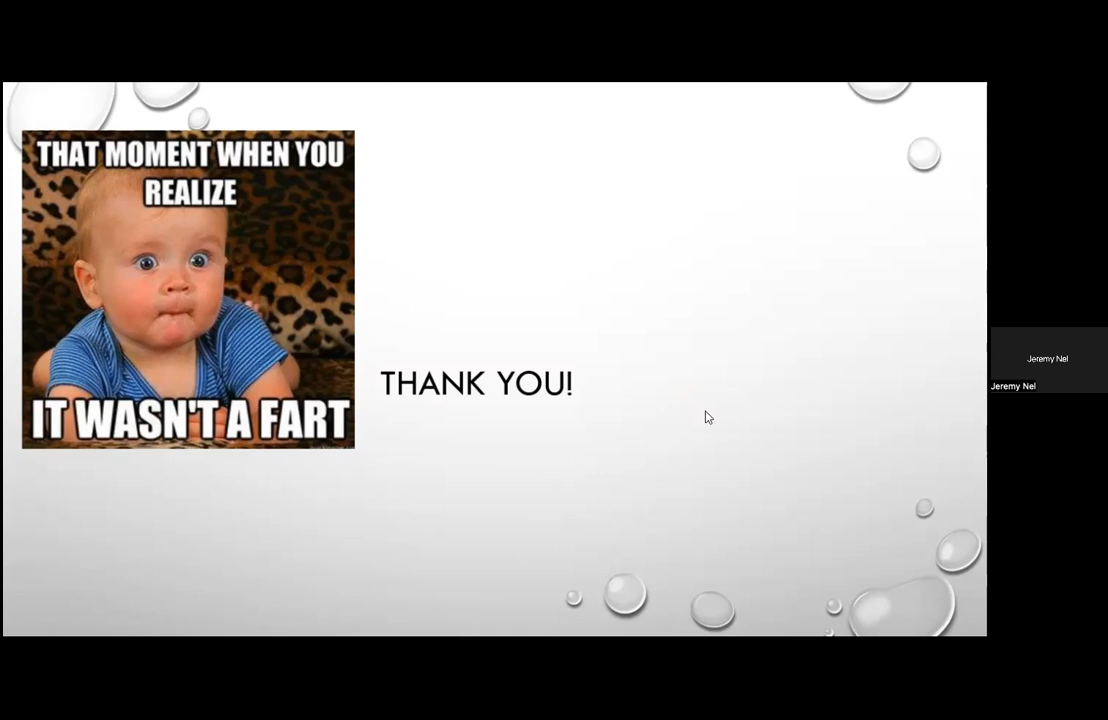 THAT MOMENT WHEN YOU
REALIZE
IT WASN'T A FART
THANK YOU!
Jeremy Nel
Jeremy Nel